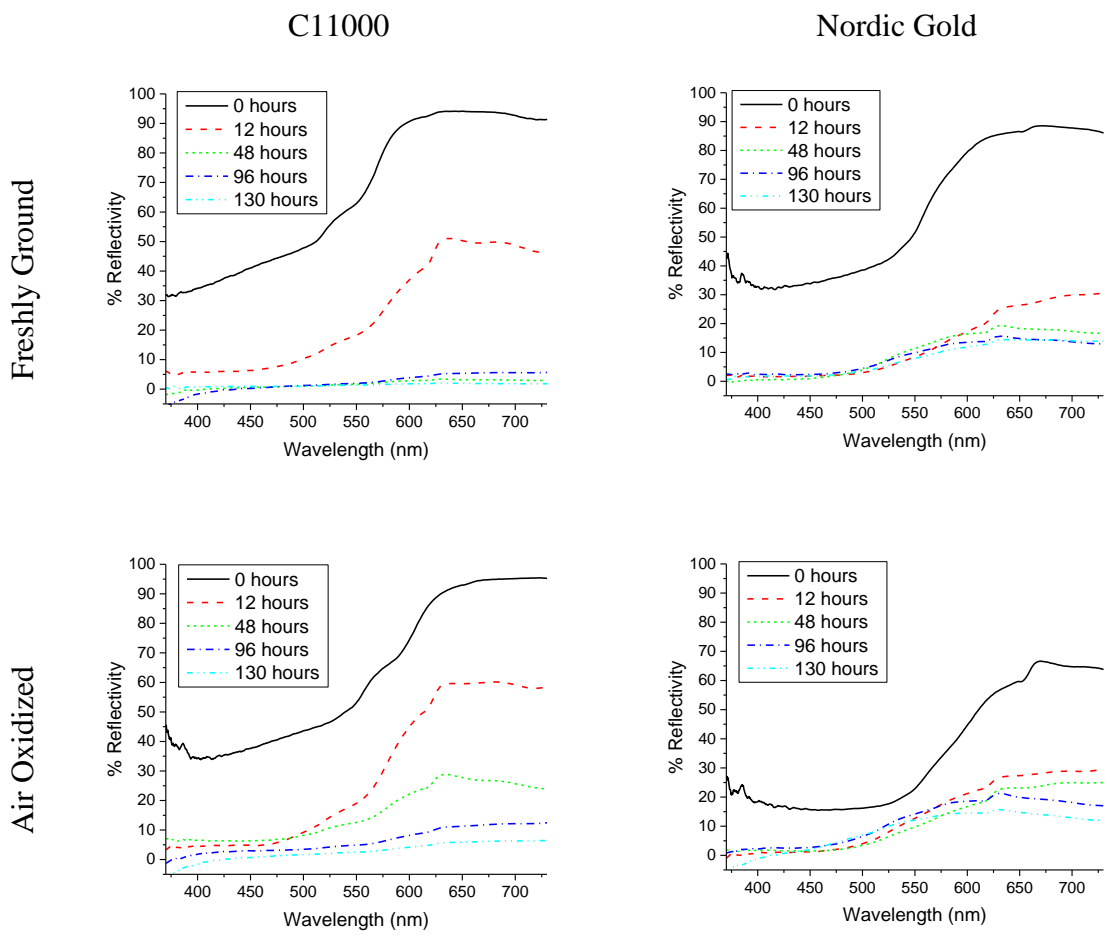 C11000
Nordic Gold
Freshly Ground
% Reflectivity
100
90
80
70
60
50
40
30
20
10
0
0 hours
12 hours
48 hours
96 hours
130 hours
400 450 500 550 600 650 700
Wavelength (nm)
% Reflectivity
100
90
80
70
60
50
40
30
20
10
0
0 hours
12 hours
48 hours
96 hours
130 hours
400 450 500 550 600 650 700
Wavelength (nm)
Air Oxidized
% Reflectivity
100
90
80
70
60
50
40
30
20
10
0
0 hours
12 hours
48 hours
96 hours
130 hours
400 450 500 550 600 650 700
Wavelength (nm)
% Reflectivity
100
90
80
70
60
50
40
30
20
10
0
0 hours
12 hours
48 hours
96 hours
130 hours
400 450 500 550 600 650 700
Wavelength (nm)